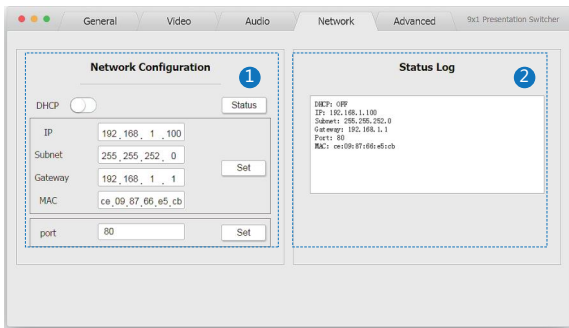 General Video Audio Network Advanced 9x1 Presentation Switcher
Network Configuration
1
DHCP Status
IP 192 . 168 . 1 . 100
Subnet 255 . 255 . 252 . 0
Set
Gateway 192 . 168 . 1 . 1
MAC ce . 09 . 87 . 66 . e5 . cb
port 80 Set
Status Log
2
DHCP: OFF
IP: 192.168.1.100
Subnet: 255.255.252.0
Gateway: 192.168.1.1
Port: 80
MAC: ce:09:87:66:e5:cb